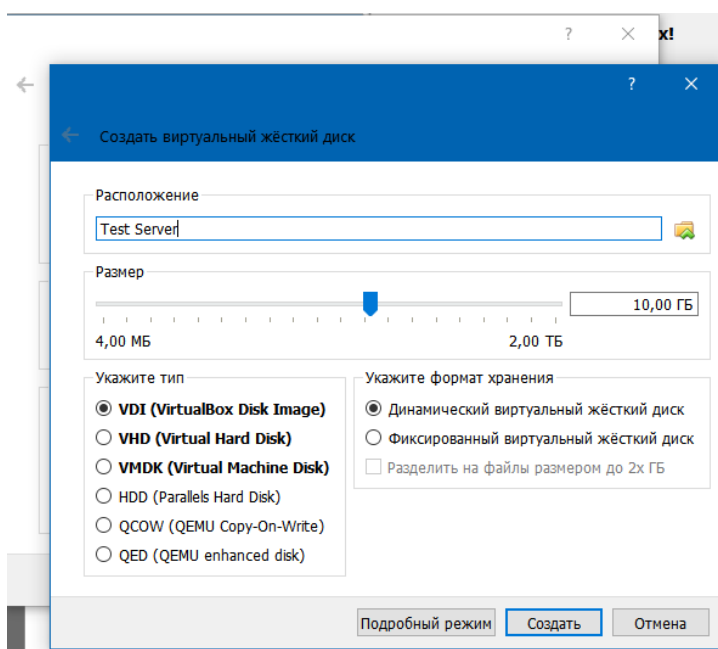 ?
х!
?
Создать виртуальный жёсткий диск
Расположение
Test Server
Размер
10,00 ГБ
4,00 МБ 2,00 ТБ
Укажите тип
VDI (VirtualBox Disk Image)
VHD (Virtual Hard Disk)
VMDK (Virtual Machine Disk)
HDD (Parallels Hard Disk)
QCOW (QEMU Copy-On-Write)
QED (QEMU enhanced disk)
Укажите формат хранения
Динамический виртуальный жёсткий диск
Фиксированный виртуальный жёсткий диск
Разделить на файлы размером до 2х ГБ
Подробный режим Создать Отмена